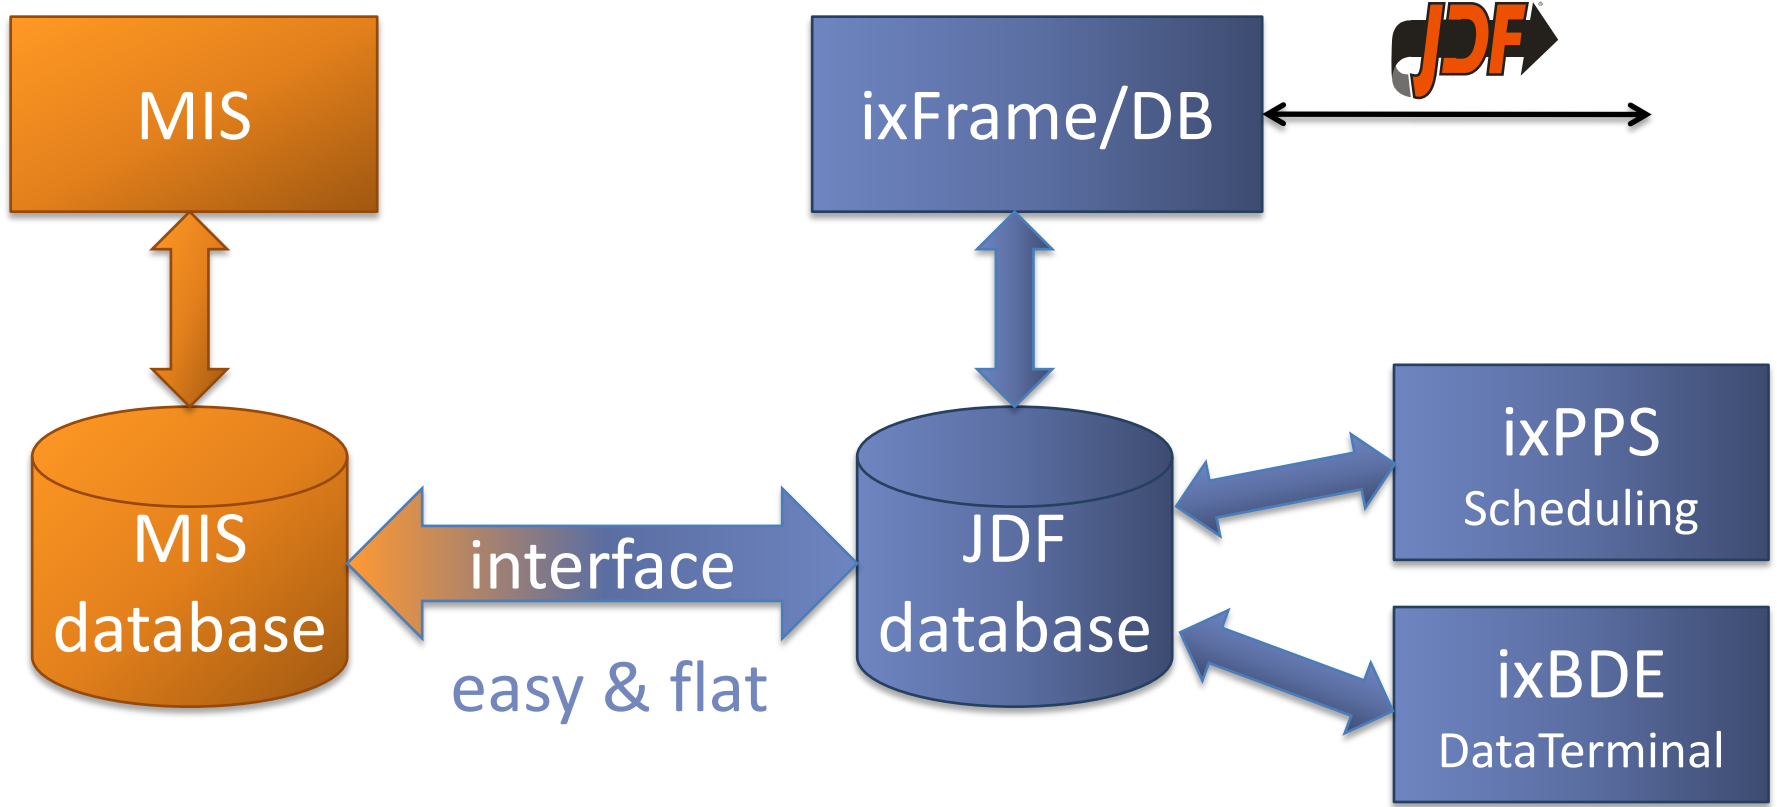 MIS
ixFrame/DB
JDF
®
MIS
database
interface
easy & flat
JDF
database
ixPPS
Scheduling
ixBDE
DataTerminal